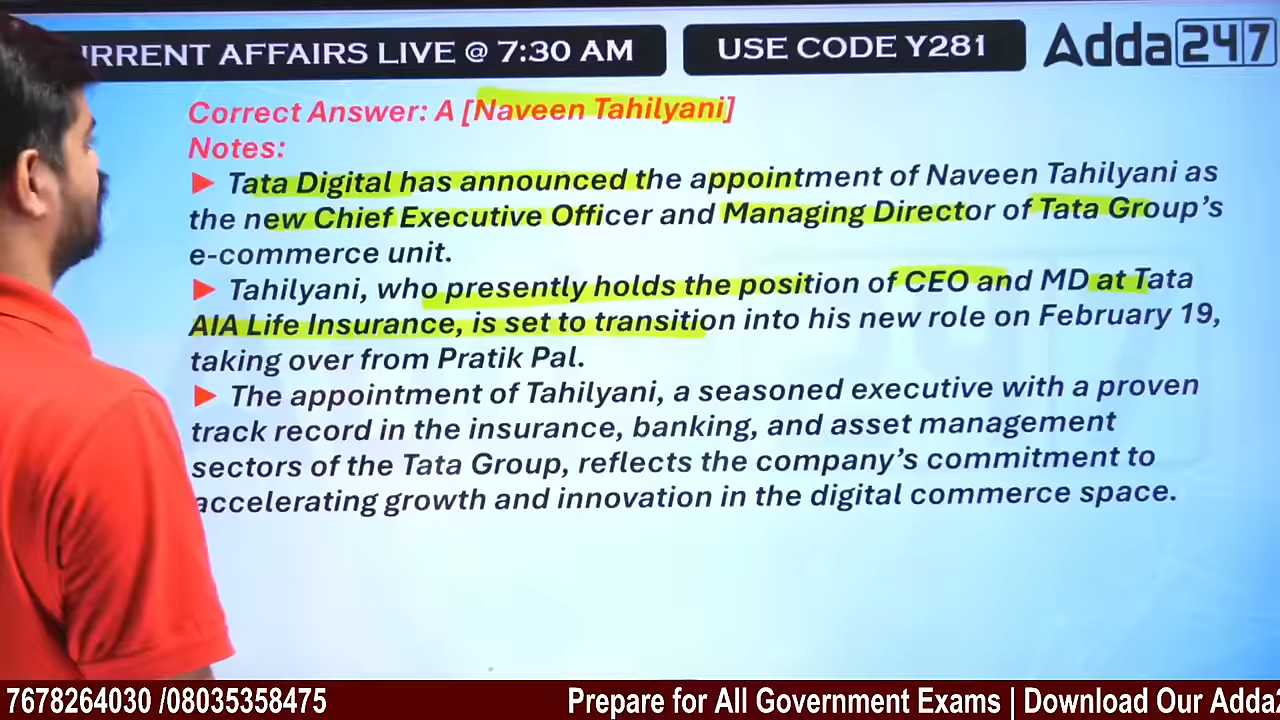 URRENT AFFAIRS LIVE @ 7:30 AM
USE CODE Y281
Adda247
Correct Answer: A [Naveen Tahilyani]
Notes:
► Tata Digital has announced the appointment of Naveen Tahilyani as
the new Chief Executive Officer and Managing Director of Tata Group’s
e-commerce unit.
► Tahilyani, who presently holds the position of CEO and MD at Tata
AIA Life Insurance, is set to transition into his new role on February 19,
taking over from Pratik Pal.
► The appointment of Tahilyani, a seasoned executive with a proven
track record in the insurance, banking, and asset management
sectors of the Tata Group, reflects the company’s commitment to
accelerating growth and innovation in the digital commerce space.
7678264030 /08035358475
Prepare for All Government Exams | Download Our Adda2